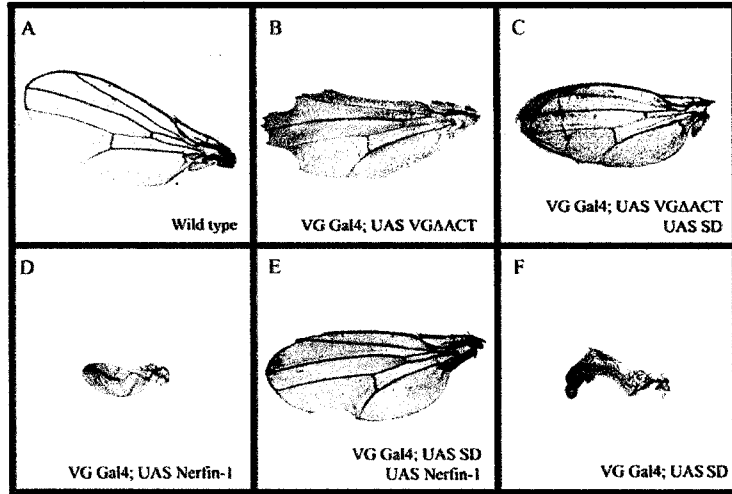 A
Wild type
B
VG Gal4; UAS VGΔACT
C
VG Gal4; UAS VGΔACT
UAS SD
D
VG Gal4; UAS Nerfin-1
E
VG Gal4; UAS SD
UAS Nerfin-1
F
VG Gal4; UAS SD